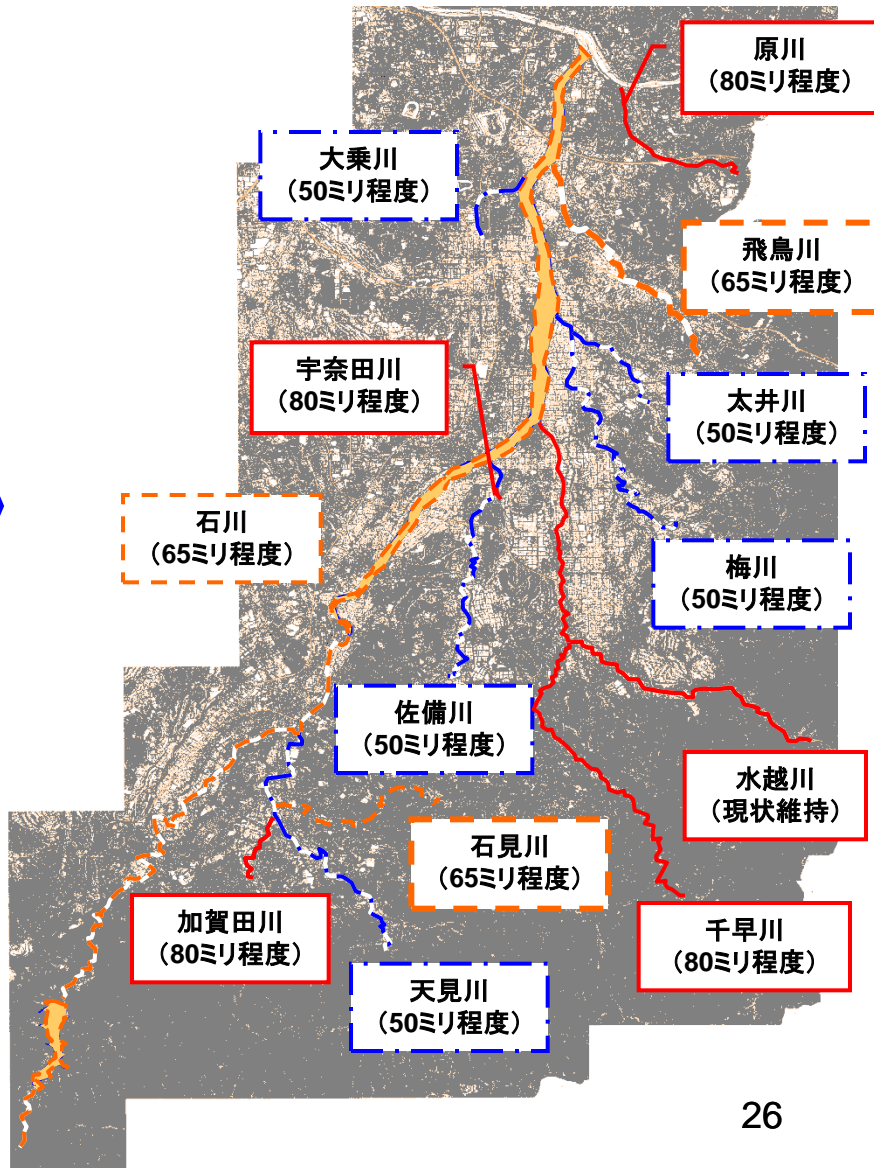 原川
（80ミリ程度）
大乗川
（50ミリ程度）
飛鳥川
（65ミリ程度）
宇奈田川
（80ミリ程度）
太井川
（50ミリ程度）
石川
（65ミリ程度）
梅川
（50ミリ程度）
佐備川
（50ミリ程度）
水越川
（現状維持）
石見川
（65ミリ程度）
加賀田川
（80ミリ程度）
千早川
（80ミリ程度）
天見川
（50ミリ程度）
26